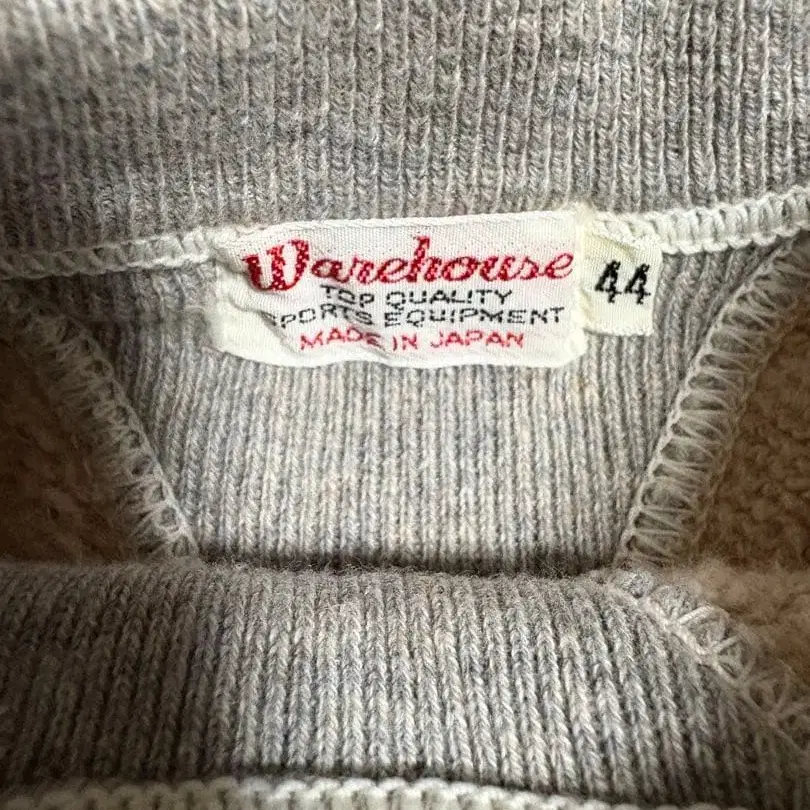 Warehouse
TOP QUALITY
SPORTS EQUIPMENT
MADE IN JAPAN
44